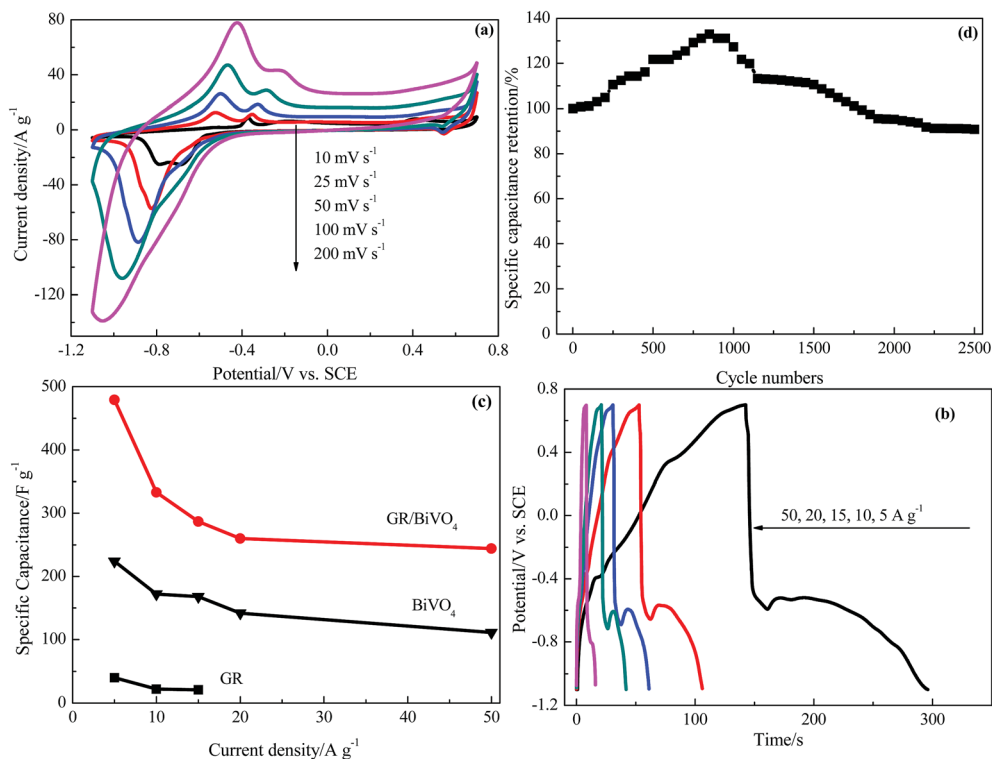 (a)
80
40
0
-40
-80
-120
Current density/A g⁻¹
10 mV s⁻¹
25 mV s⁻¹
50 mV s⁻¹
100 mV s⁻¹
200 mV s⁻¹
-1.2 -0.8 -0.4 0.0 0.4 0.8
Potential/V vs. SCE
(d)
140
120
100
80
60
40
20
0
Specific capacitance rentention/%
0 500 1000 1500 2000 2500
Cycle numbers
(c)
500
400
300
200
100
0
Specific Capacitance/F g⁻¹
GR/BiVO₄
BiVO₄
GR
0 10 20 30 40 50
Current density/A g⁻¹
(b)
0.8
0.4
0.0
-0.4
-0.8
-1.2
Potential/V vs. SCE
50, 20, 15, 10, 5 A g⁻¹
0 100 200 300
Time/s